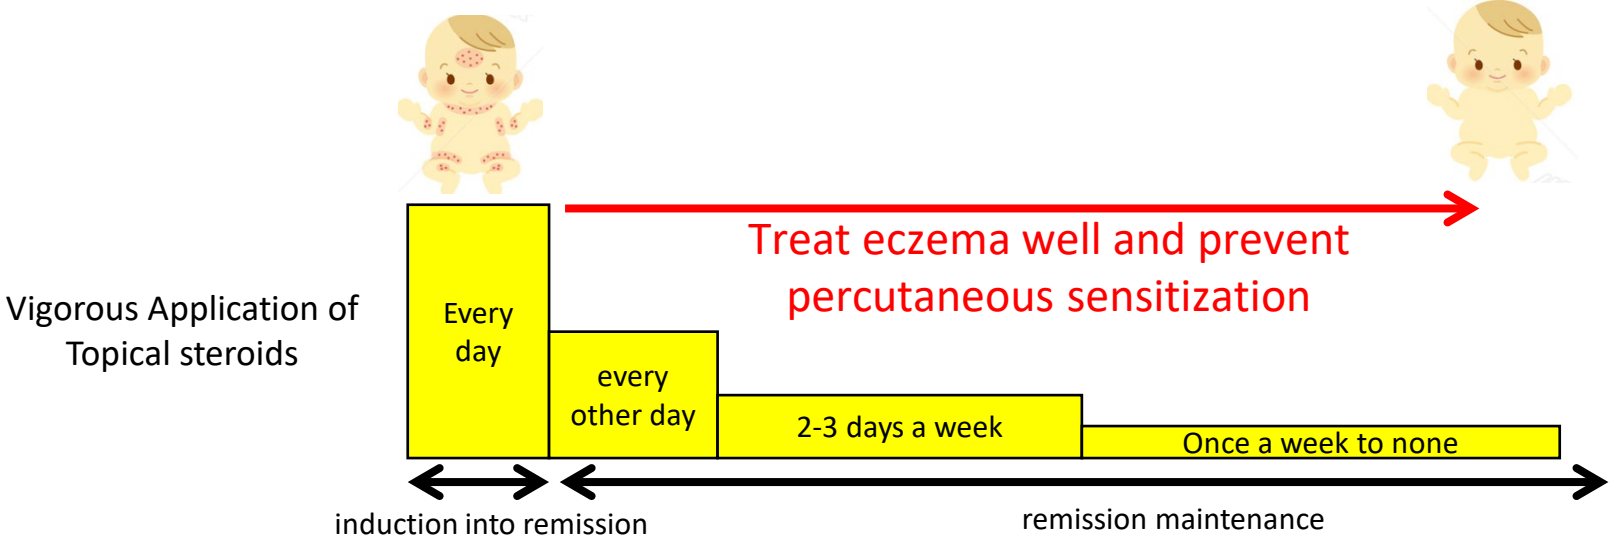 Treat eczema well and prevent
percutaneous sensitization
Vigorous Application of
Topical steroids
Every
day
every
other day
2-3 days a week
Once a week to none
induction into remission
remission maintenance